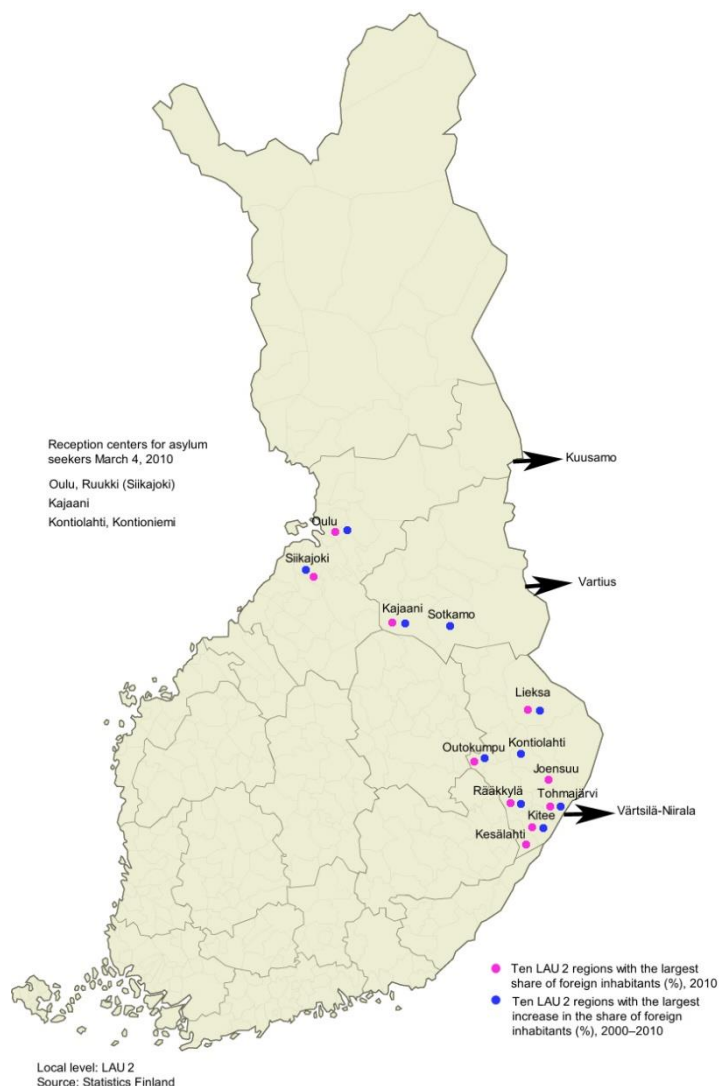 Reception centers for asylum
seekers March 4, 2010
Oulu, Ruukki (Siikajoki)
Kajaani
Kontiolahti, Kontioniemi
Kuusamo
Oulu
Siikajoki
Vartius
Kajaani
Sotkamo
Lieksa
Outokumpu
Kontiolahti
Joensuu
Rääkkylä
Tohmajärvi
Värtsilä-Niirala
Kitee
Kesälahti
Ten LAU 2 regions with the largest
share of foreign inhabitants (%), 2010
Ten LAU 2 regions with the largest
increase in the share of foreign
inhabitants (%), 2000–2010
Local level: LAU 2
Source: Statistics Finland